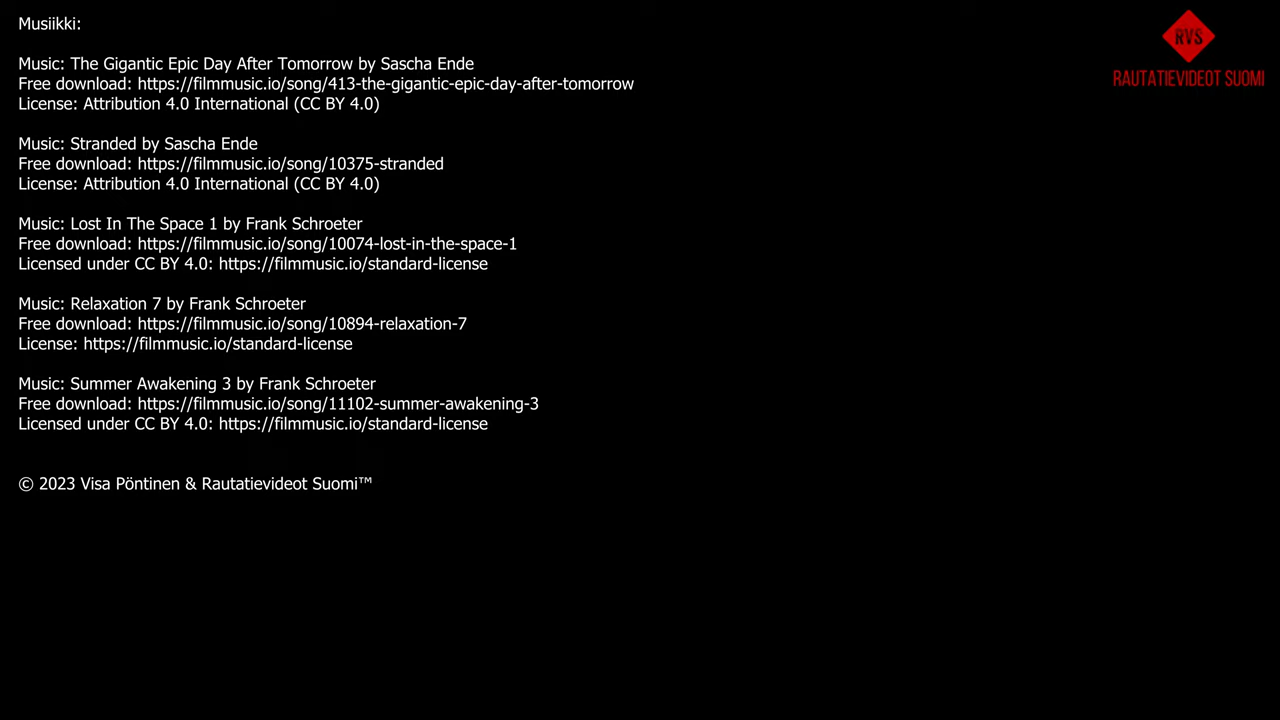 Musiikki:
RVS
RAUTATIEVIDEOT SUOMI
Music: The Gigantic Epic Day After Tomorrow by Sascha Ende
Free download: https://filmmusic.io/song/413-the-gigantic-epic-day-after-tomorrow
License: Attribution 4.0 International (CC BY 4.0)
Music: Stranded by Sascha Ende
Free download: https://filmmusic.io/song/10375-stranded
License: Attribution 4.0 International (CC BY 4.0)
Music: Lost In The Space 1 by Frank Schroeter
Free download: https://filmmusic.io/song/10074-lost-in-the-space-1
Licensed under CC BY 4.0: https://filmmusic.io/standard-license
Music: Relaxation 7 by Frank Schroeter
Free download: https://filmmusic.io/song/10894-relaxation-7
License: https://filmmusic.io/standard-license
Music: Summer Awakening 3 by Frank Schroeter
Free download: https://filmmusic.io/song/11102-summer-awakening-3
Licensed under CC BY 4.0: https://filmmusic.io/standard-license
© 2023 Visa Pöntinen & Rautatievideot Suomi™